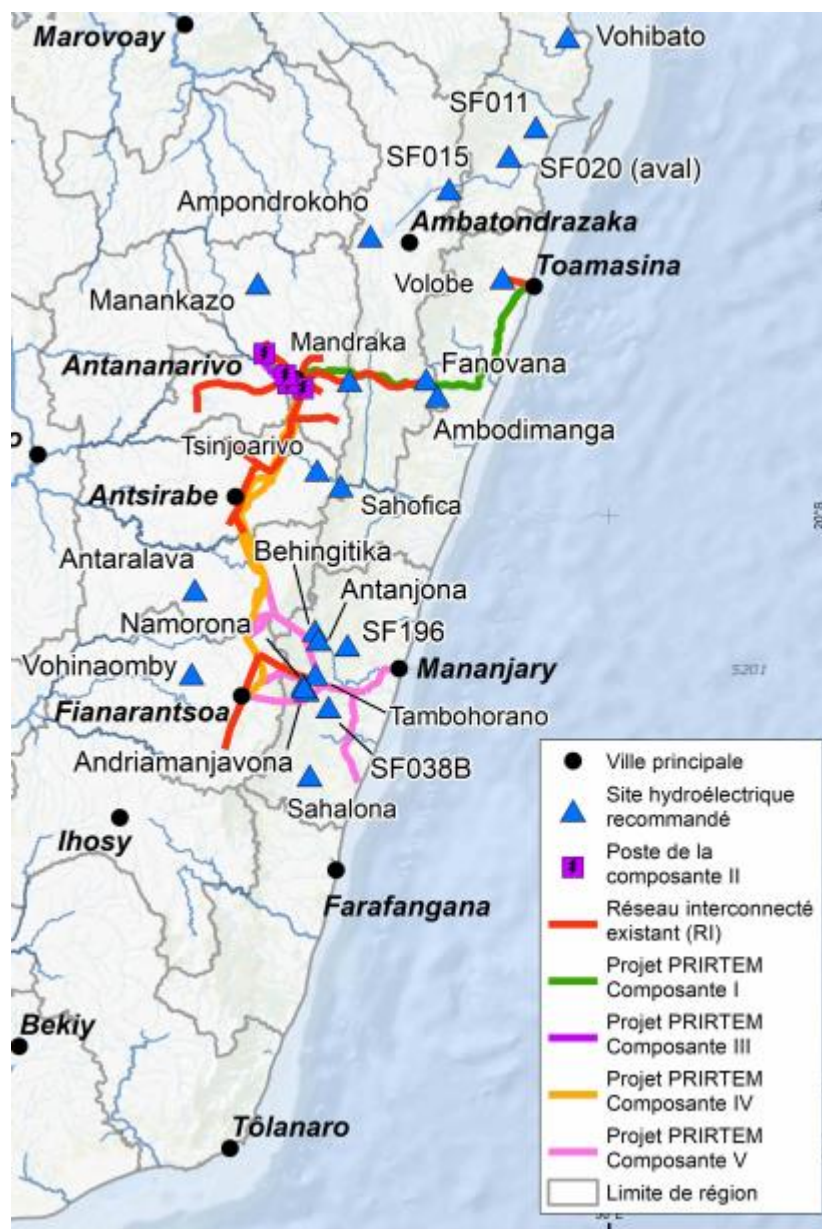 Marovoay
Vohibato
SF011
SF015
SF020 (aval)
Ampondrokoho
Ambatondrazaka
Toamasina
Volobe
Manankazo
Mandraka
Antananarivo
Fanovana
Ambodimanga
Tsinjoarivo
Antsirabe
Sahofica
20°S
Behingitika
Antaralava
Antanjona
Namorona
SF196
Vohinaomby
Mananjary
5201
Fianarantsoa
Tambohorano
Andriamanjavona
SF038B
Sahalona
Ihosy
Farafangana
Bekiy
Tôlanaro
Ville principale
Site hydroélectrique
recommandé
Poste de la
composante II
Réseau interconnecté
existant (RI)
Projet PRIRTEM
Composante I
Projet PRIRTEM
Composante III
Projet PRIRTEM
Composante IV
Projet PRIRTEM
Composante V
Limite de région